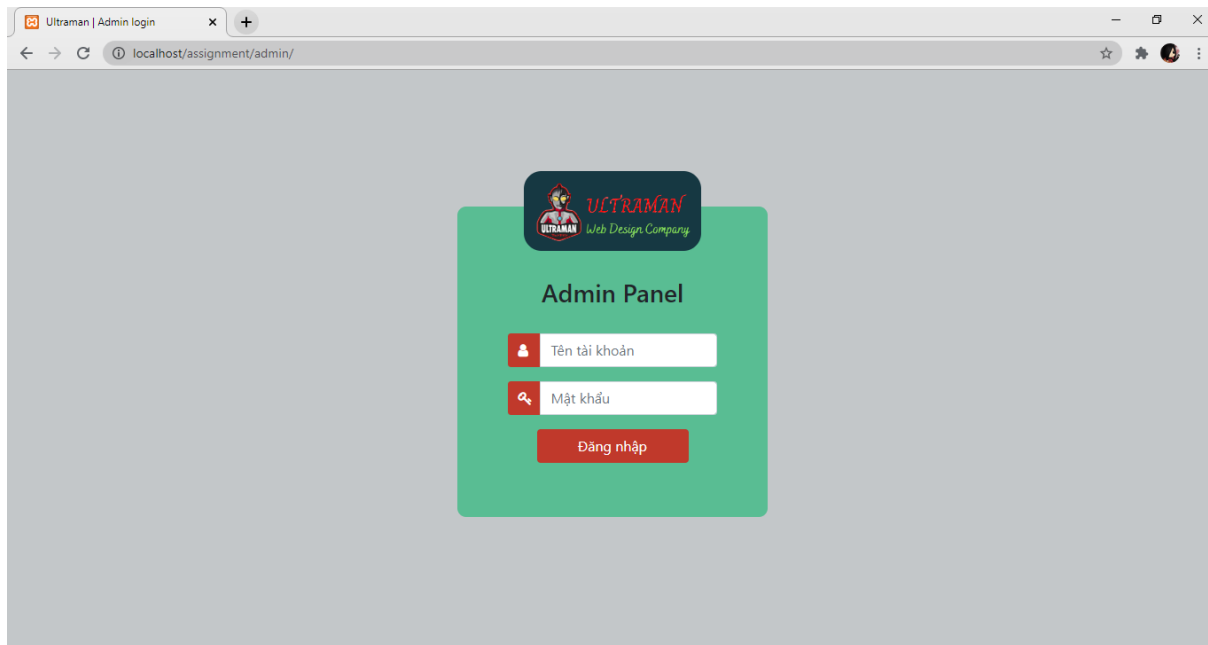 Ultraman | Admin login
localhost/assignment/admin/
ULTRAMAN
ULTRAMAN
Web Design Company
Admin Panel
Tên tài khoản
Mật khẩu
Đăng nhập